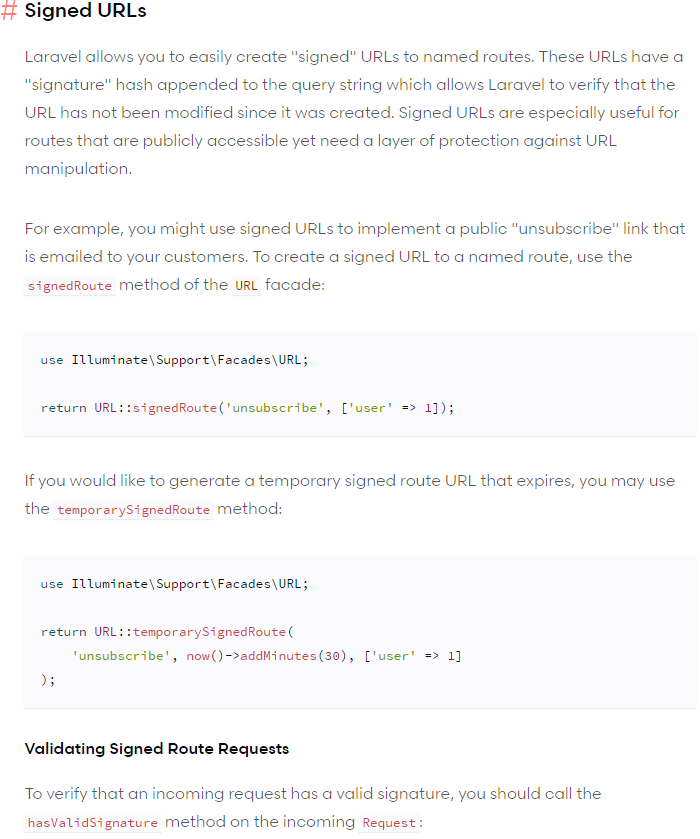 # Signed URLs
Laravel allows you to easily create "signed" URLs to named routes. These URLs have a
"signature" hash appended to the query string which allows Laravel to verify that the
URL has not been modified since it was created. Signed URLs are especially useful for
routes that are publicly accessible yet need a layer of protection against URL
manipulation.
For example, you might use signed URLs to implement a public "unsubscribe" link that
is emailed to your customers. To create a signed URL to a named route, use the
signedRoute method of the URL facade:
use Illuminate\Support\Facades\URL;
return URL::signedRoute('unsubscribe', ['user' => 1]);
If you would like to generate a temporary signed route URL that expires, you may use
the temporarySignedRoute method:
use Illuminate\Support\Facades\URL;
return URL::temporarySignedRoute(
    'unsubscribe', now()->addMinutes(30), ['user' => 1]
);
Validating Signed Route Requests
To verify that an incoming request has a valid signature, you should call the
hasValidSignature method on the incoming Request: